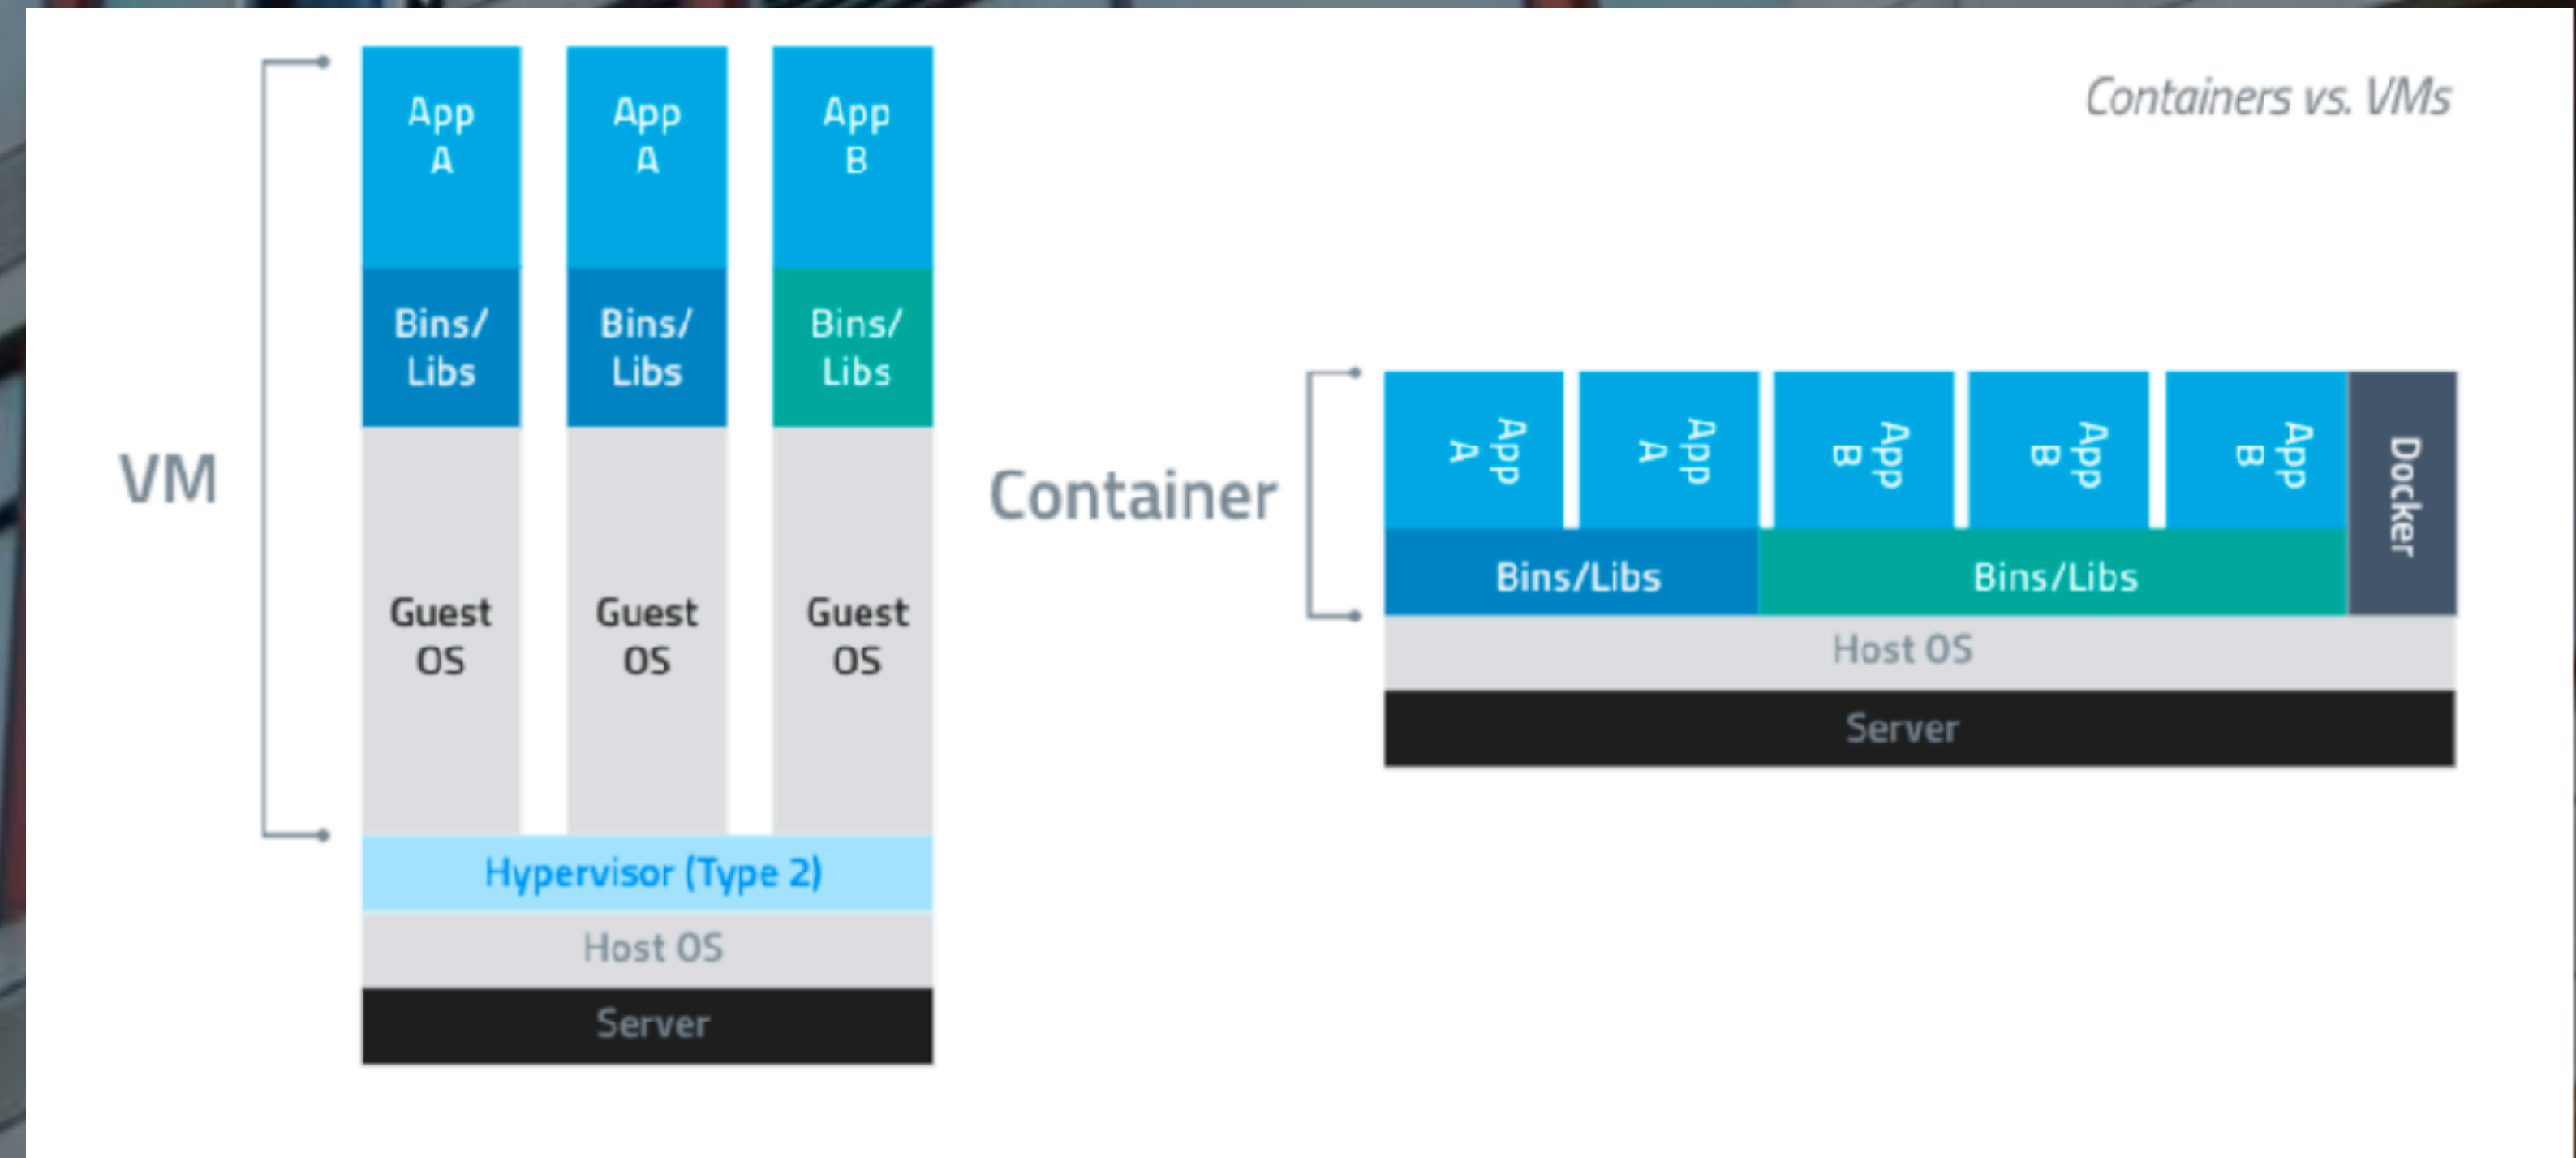 Containers vs. VMs
VM
App
A
App
A
App
B
Bins/
Libs
Bins/
Libs
Bins/
Libs
Guest
OS
Guest
OS
Guest
OS
Hypervisor (Type 2)
Host OS
Server
Container
App
A
App
A
App
B
App
B
App
B
Docker
Bins/Libs
Bins/Libs
Host OS
Server